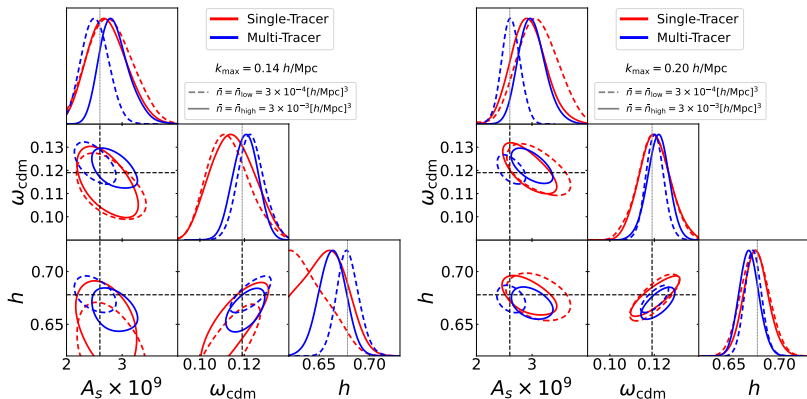 Single-Tracer
Multi-Tracer
k_max = 0.14 h/Mpc
n̄ = n̄_low = 3 × 10⁻⁴[h/Mpc]³
n̄ = n̄_high = 3 × 10⁻³[h/Mpc]³
ω_cdm
0.13
0.12
0.11
0.10
h
0.70
0.65
2
3
A_s × 10⁹
0.10
0.12
ω_cdm
0.65
0.70
h
Single-Tracer
Multi-Tracer
k_max = 0.20 h/Mpc
n̄ = n̄_low = 3 × 10⁻⁴[h/Mpc]³
n̄ = n̄_high = 3 × 10⁻³[h/Mpc]³
ω_cdm
0.13
0.12
0.11
0.10
h
0.70
0.65
2
3
A_s × 10⁹
0.10
0.12
ω_cdm
0.65
0.70
h